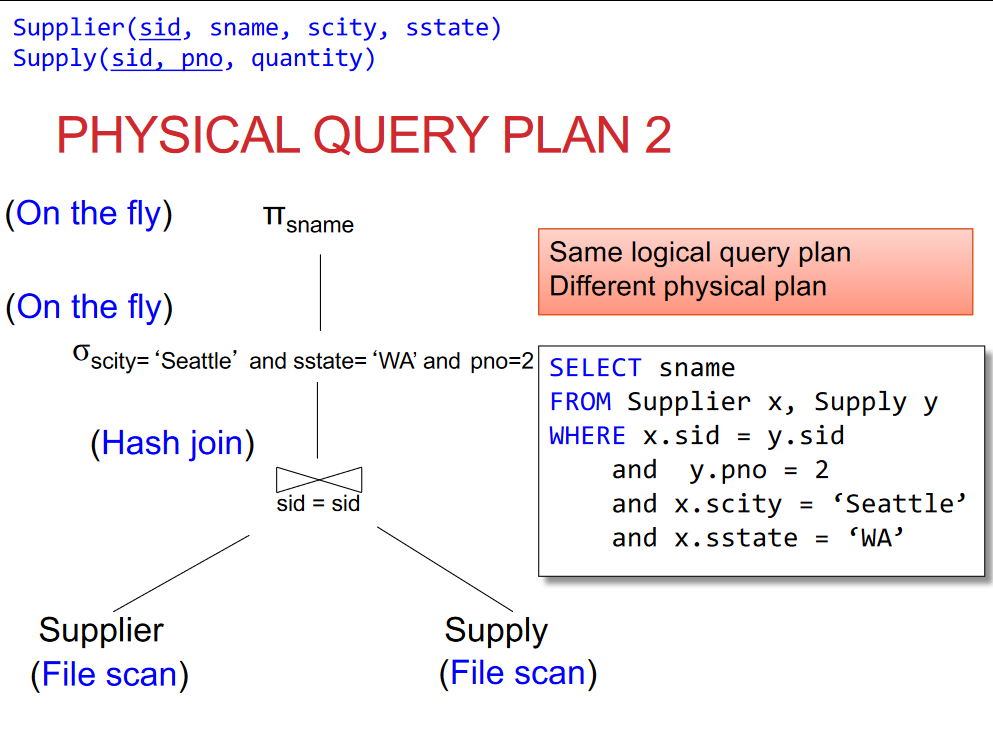 Supplier(sid, sname, scity, sstate)
Supply(sid, pno, quantity)
PHYSICAL QUERY PLAN 2
(On the fly)
π sname
(On the fly)
σ scity= ‘Seattle’ and sstate= ‘WA’ and pno=2
(Hash join)
sid = sid
Supplier
(File scan)
Supply
(File scan)
Same logical query plan
Different physical plan
SELECT sname
FROM Supplier x, Supply y
WHERE x.sid = y.sid
and y.pno = 2
and x.scity = ‘Seattle’
and x.sstate = ‘WA’